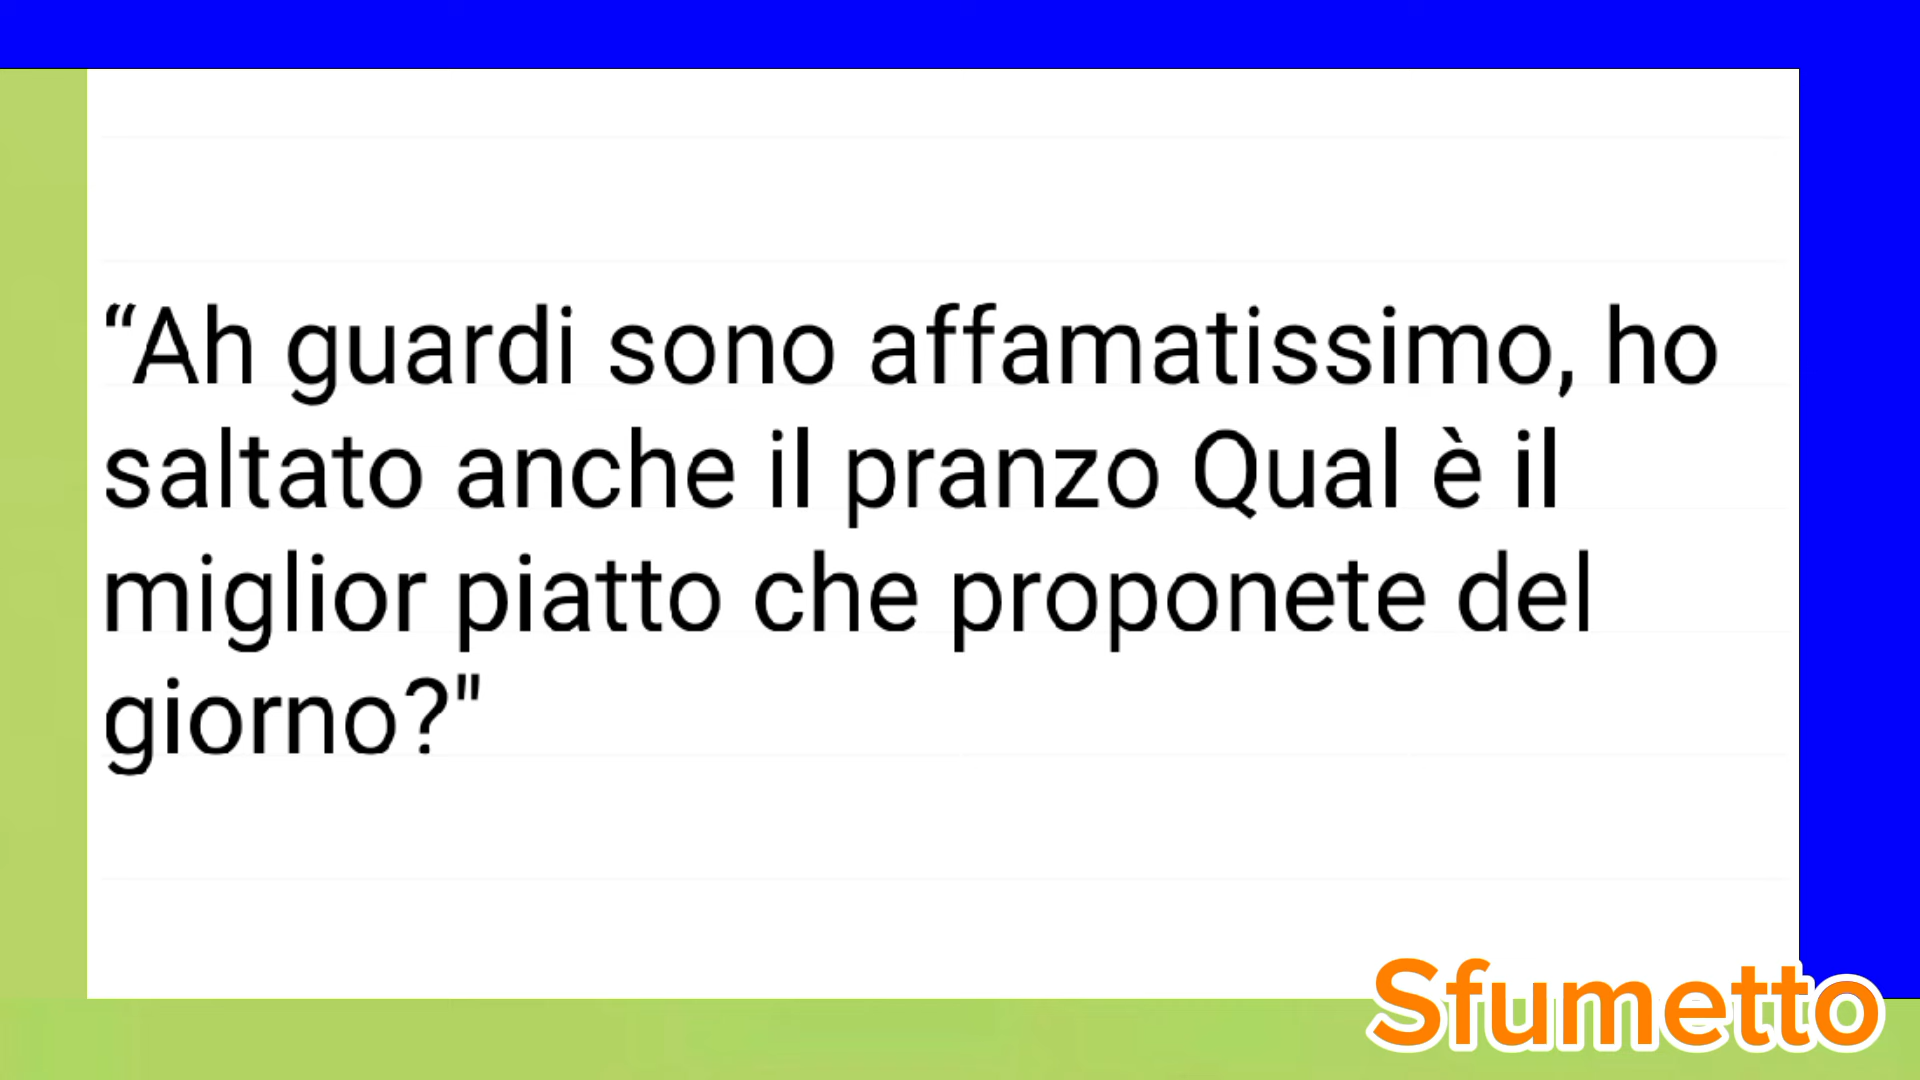 “Ah guardi sono affamatissimo, ho
saltato anche il pranzo Qual è il
miglior piatto che proponete del
giorno?"
Sfumetto